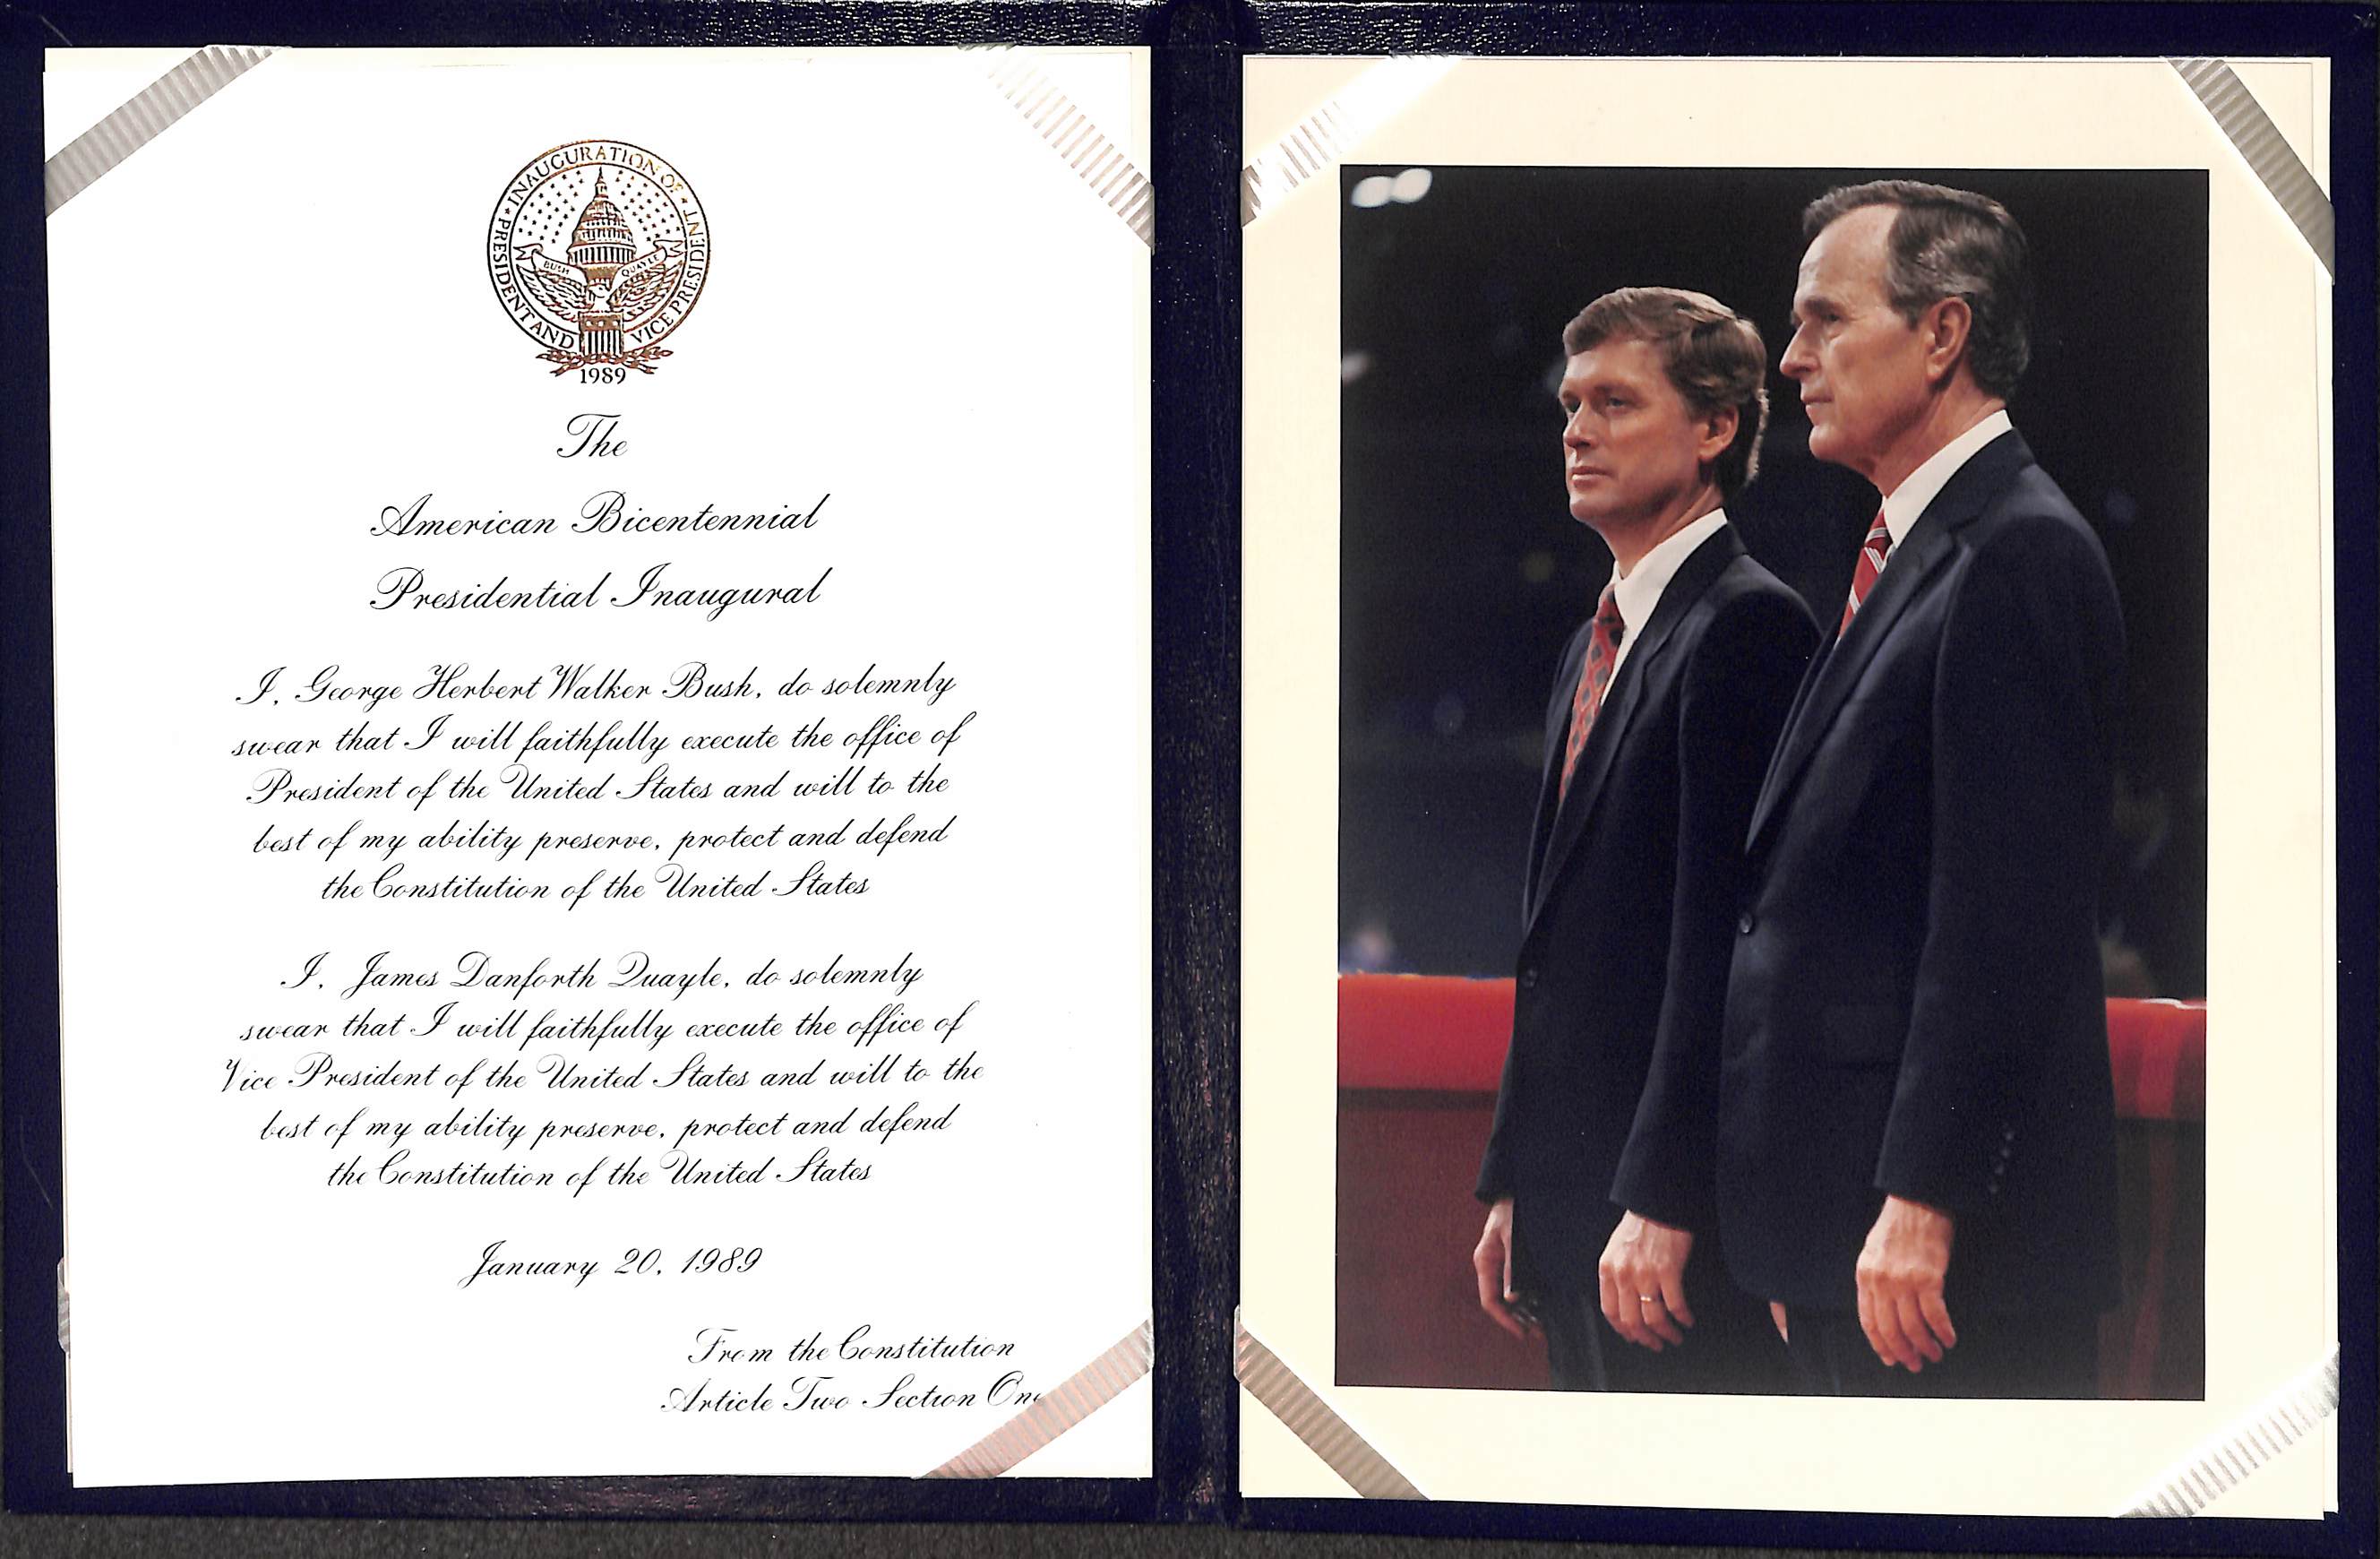 INAUGURATION OF
PRESIDENT AND VICE PRESIDENT
BUSH QUAYLE
1989
The
American Bicentennial
Presidential Inaugural
I, George Herbert Walker Bush, do solemnly
swear that I will faithfully execute the office of
President of the United States and will to the
best of my ability preserve, protect and defend
the Constitution of the United States
I, James Danforth Quayle, do solemnly
swear that I will faithfully execute the office of
Vice President of the United States and will to the
best of my ability preserve, protect and defend
the Constitution of the United States
January 20, 1989
From the Constitution
Article Two Section One